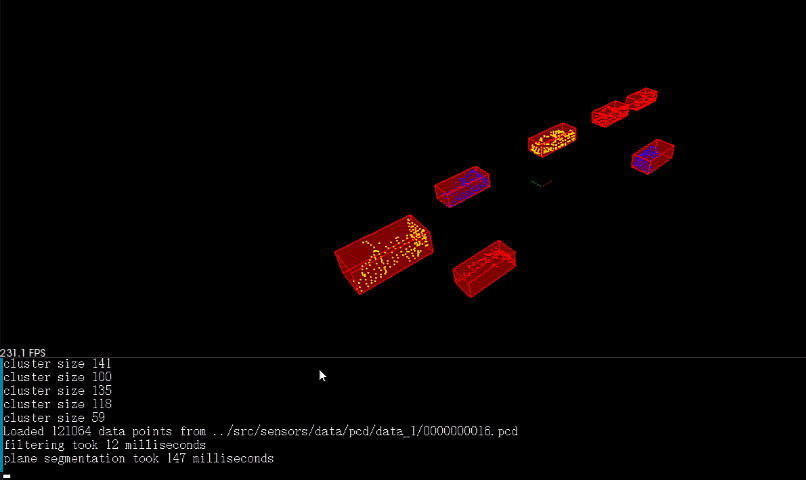 231.1 FPS
cluster size 141
cluster size 100
cluster size 135
cluster size 118
cluster size 59
Loaded 121064 data points from ../src/sensors/data/pcd/data_1/0000000016.pcd
filtering took 12 milliseconds
plane segmentation took 147 milliseconds